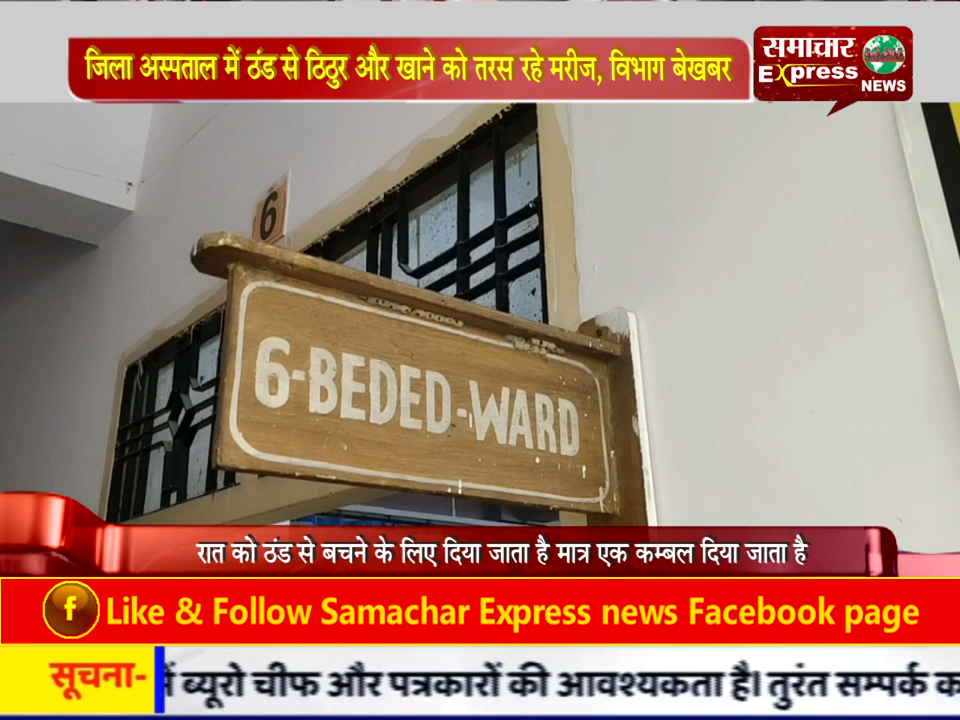 जिला अस्पताल में ठंड से ठिठुर और खाने को तरस रहे मरीज, विभाग बेखबर
समाचार
Express
NEWS
6
6-BEDED-WARD
रात को ठंड से बचने के लिए दिया जाता है मात्र एक कम्बल दिया जाता है
f Like & Follow Samachar Express news Facebook page
सूचना- में ब्यूरो चीफ और पत्रकारों की आवश्यकता है। तुरंत सम्पर्क क